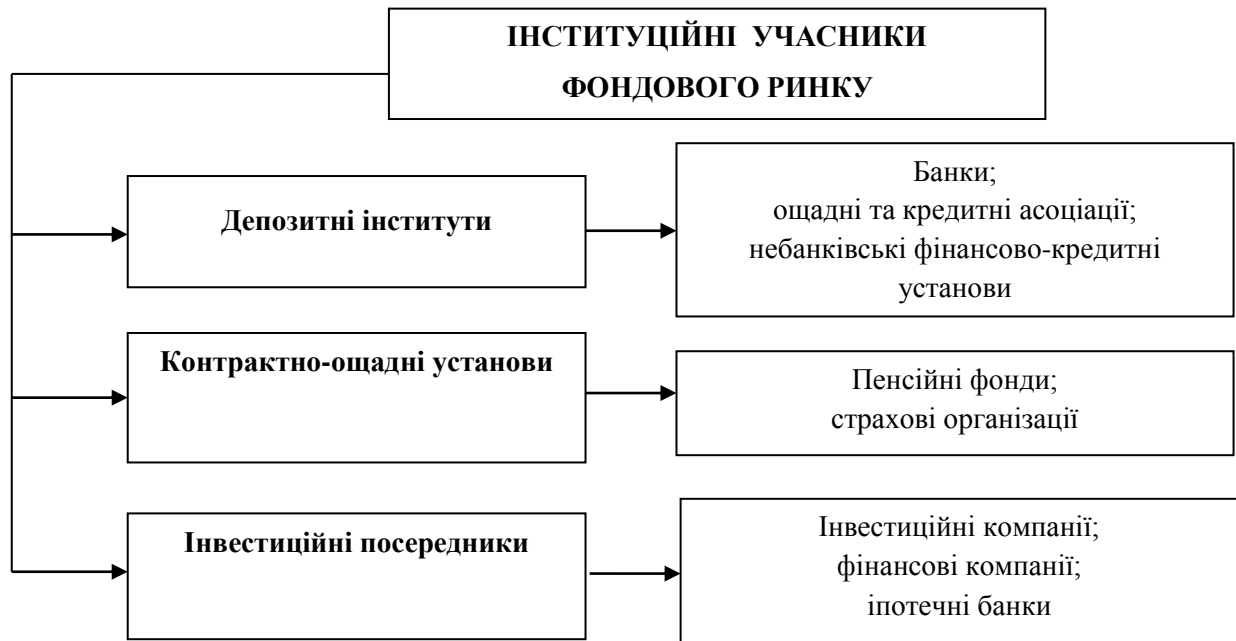 ІНСТИТУЦІЙНІ УЧАСНИКИ
ФОНДОВОГО РИНКУ
Депозитні інститути
Банки;
ощадні та кредитні асоціації;
небанківські фінансово-кредитні
установи
Контрактно-ощадні установи
Пенсійні фонди;
страхові організації
Інвестиційні посередники
Інвестиційні компанії;
фінансові компанії;
іпотечні банки